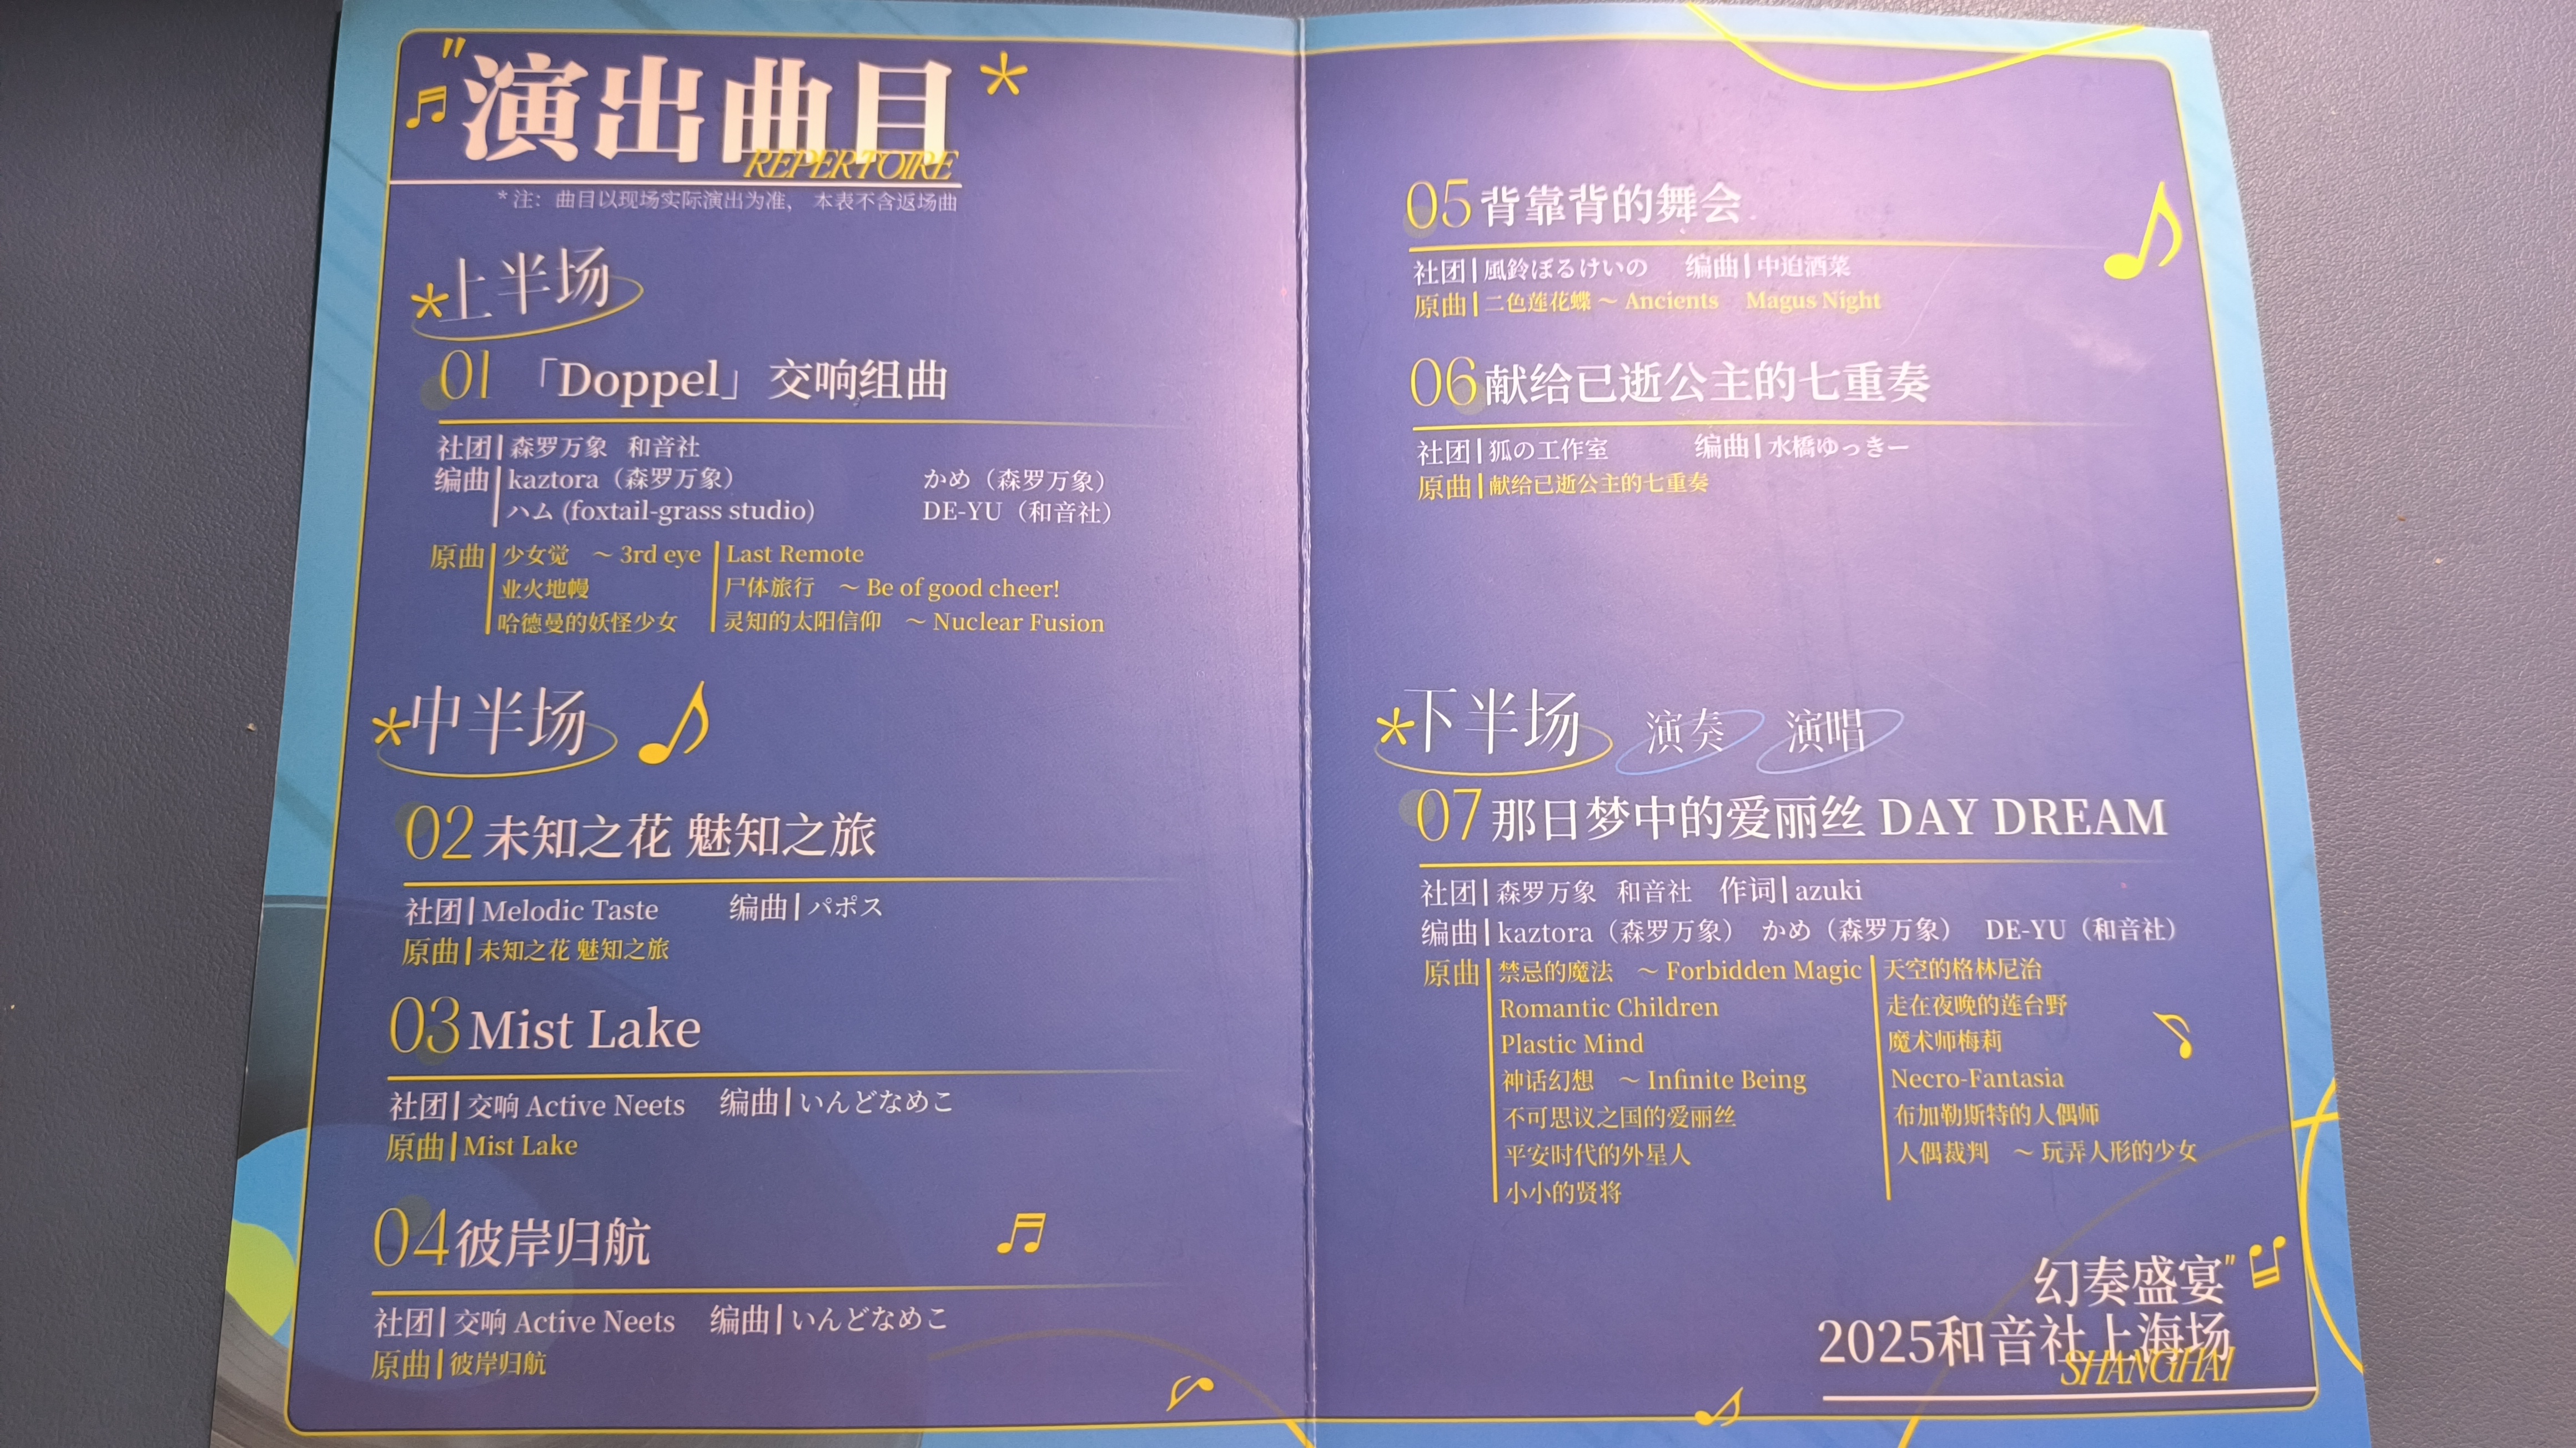 "演出曲目
REPERTOIRE
*注：曲目以现场实际演出为准，本表不含返场曲
*上半场
01 「Doppel」交响组曲
社团|森罗万象 和音社
编曲|kaztora（森罗万象） かめ（森罗万象）
ハム (foxtail-grass studio) DE-YU（和音社）
原曲|少女觉 ～ 3rd eye|Last Remote
业火地幔 尸体旅行 ～ Be of good cheer!
哈德曼的妖怪少女 灵知的太阳信仰 ～ Nuclear Fusion
*中半场
02 未知之花 魅知之旅
社团|Melodic Taste 编曲|パポス
原曲|未知之花 魅知之旅
03 Mist Lake
社团|交响 Active Neets 编曲|いんどなめこ
原曲|Mist Lake
04 彼岸归航
社团|交响 Active Neets 编曲|いんどなめこ
原曲|彼岸归航
05 背靠背的舞会
社团|風鈴ぼるけいの 编曲|中迫酒菜
原曲|二色莲花蝶 ～ Ancients Magus Night
06 献给已逝公主的七重奏
社团|狐の工作室 编曲|水橋ゆっきー
原曲|献给已逝公主的七重奏
*下半场 演奏 演唱
07 那日梦中的爱丽丝 DAY DREAM
社团|森罗万象 和音社 作词|azuki
编曲|kaztora（森罗万象） かめ（森罗万象） DE-YU（和音社）
原曲|禁忌的魔法 ～ Forbidden Magic|天空的格林尼治
Romantic Children 走在夜晚的莲台野
Plastic Mind 魔术师梅莉
神话幻想 ～ Infinite Being Necro-Fantasia
不可思议之国的爱丽丝 布加勒斯特的人偶师
平安时代的外星人 人偶裁判 ～ 玩弄人形的少女
小小的贤将
幻奏盛宴"
2025和音社上海场
SHANGHAI